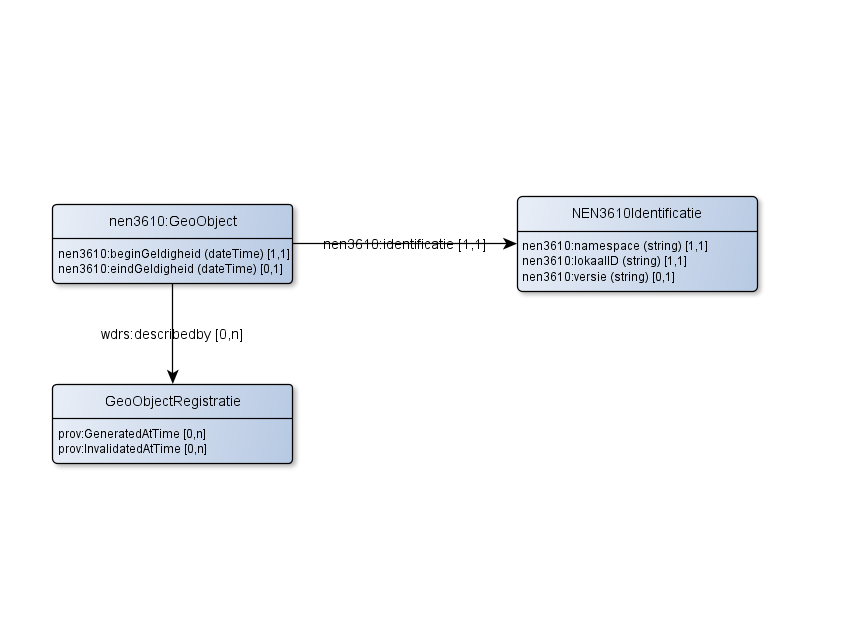 nen3610:GeoObject
nen3610:beginGeldigheid (dateTime) [1,1]
nen3610:eindGeldigheid (dateTime) [0,1]
nen3610:identificatie [1,1]
NEN3610Identificatie
nen3610:namespace (string) [1,1]
nen3610:lokaalID (string) [1,1]
nen3610:versie (string) [0,1]
wdrs:describedby [0,n]
GeoObjectRegistratie
prov:GeneratedAtTime [0,n]
prov:InvalidatedAtTime [0,n]